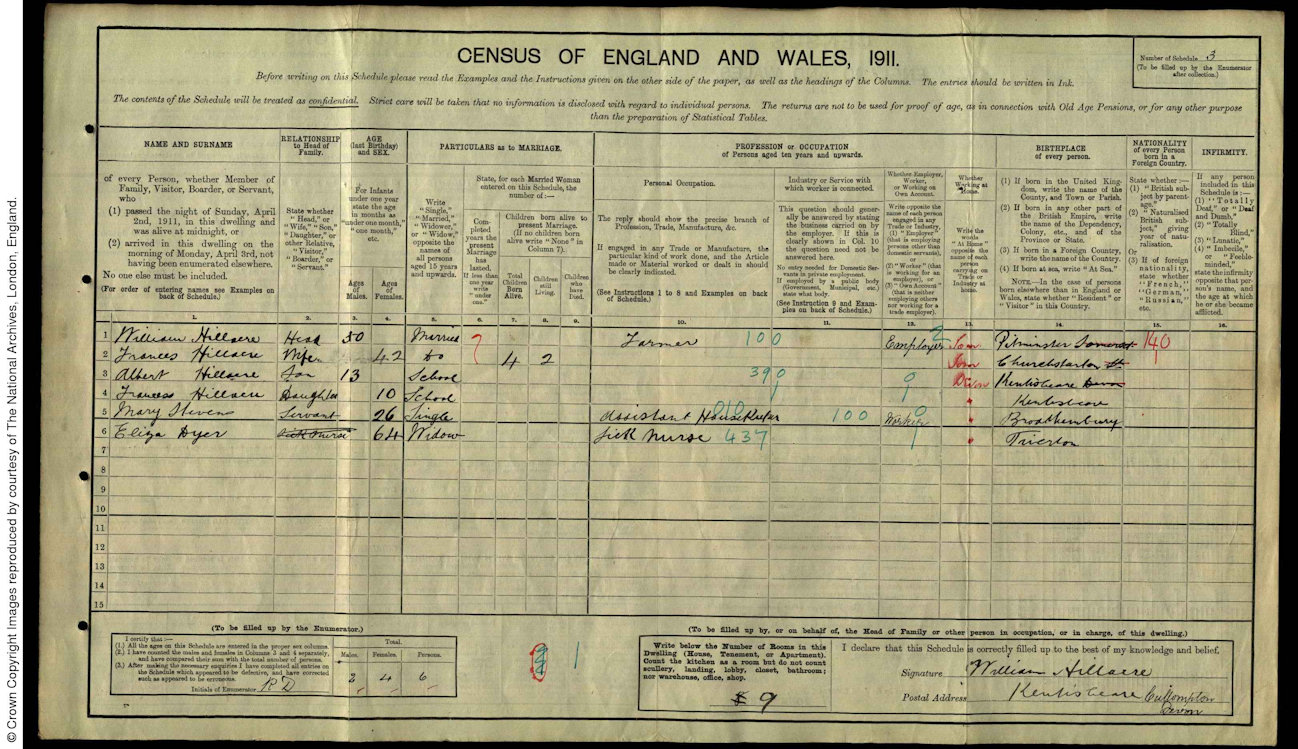 CENSUS OF ENGLAND AND WALES, 1911.
Number of Schedule 3
(To be filled up by the Enumerator
after collection.)
Before writing on this Schedule please read the Examples and the Instructions given on the other side of the paper, as well as the headings of the Columns. The entries should be written in Ink.
The contents of the Schedule will be treated as confidential. Strict care will be taken that no information is disclosed with regard to individual persons. The returns are not to be used for proof of age, as in connection with Old Age Pensions, or for any other purpose
than the preparation of Statistical Tables.
NAME AND SURNAME
of every Person, whether Member of
Family, Visitor, Boarder, or Servant,
who
(1) passed the night of Sunday, April
2nd, 1911, in this dwelling and
was alive at midnight, or
(2) arrived in this dwelling on the
morning of Monday, April 3rd, not
having been enumerated elsewhere.
No one else must be included.
(For order of entering names see Examples on
back of Schedule.)
RELATIONSHIP
to Head of
Family.
State whether
"Head," or
"Wife," "Son,"
"Daughter," or
other Relative,
"Visitor,"
"Boarder," or
"Servant."
AGE
(last Birthday)
and SEX.
For Infants
under one year
state the age
in months as
"under one month,"
"one month,"
etc.
Ages
of
Males.
Ages
of
Females.
PARTICULARS as to MARRIAGE.
Write
"Single,"
"Married,"
"Widower,"
or "Widow,"
opposite the
names of
all persons
aged 15 years
and upwards.
State, for each Married Woman
entered on this Schedule, the
number of:—
Com-
pleted
years the
present
Marriage
has
lasted.
If less than
one year
write
"under
one."
Children born alive to
present Marriage.
(If no children born
alive write "None" in
Column 7).
Total
Children
Born
Alive.
Children
still
Living.
Children
who
have
Died.
PROFESSION or OCCUPATION
of Persons aged ten years and upwards.
Personal Occupation.
The reply should show the precise branch of
Profession, Trade, Manufacture, &c.
If engaged in any Trade or Manufacture, the
particular kind of work done, and the Article
made or Material worked or dealt in should
be clearly indicated.
(See Instructions 1 to 8 and Examples on back
of Schedule.)
Industry or Service with
which worker is connected.
This question should gener-
ally be answered by stating
the business carried on by
the employer. If this is
clearly shown in Col. 10
the question need not be
answered here.
No entry needed for Domestic Ser-
vants in private employment.
If employed by a public body
(Government, Municipal, etc.)
state what body.
(See Instruction 9 and Exam-
ples on back of Schedule.)
Whether Employer,
Worker,
or Working on
Own Account.
Write opposite the
name of each person
engaged in any
Trade or Industry,
(1) "Employer"
(that is employing
persons other than
domestic servants),
or
(2) "Worker" (that
is working for an
employer), or
(3) "Own Account"
(that is neither
employing others
nor working for a
trade employer).
Whether
Working at
Home.
Write the
words
"At Home"
opposite the
name of each
person
carrying on
Trade or
Industry at
home.
BIRTHPLACE
of every person.
(1) If born in the United King-
dom, write the name of the
County, and Town or Parish.
(2) If born in any other part of
the British Empire, write
the name of the Dependency,
Colony, etc., and of the
Province or State.
(3) If born in a Foreign Country,
write the name of the Country.
(4) If born at sea, write "At Sea."
NOTE.—In the case of persons
born elsewhere than in England or
Wales, state whether "Resident" or
"Visitor" in this Country.
NATIONALITY
of every Person
born in a
Foreign Country.
State whether:—
(1) "British sub-
ject by parent-
age,"
(2) "Naturalised
British sub-
ject," giving
year of natu-
ralisation.
Or
(3) If of foreign
nationality,
state whether
"French,"
"German,"
"Russian,"
etc.
INFIRMITY.
If any person
included in this
Schedule is:—
(1) "Totally
Deaf," or "Deaf
and Dumb,"
(2) "Totally
Blind,"
(3) "Lunatic,"
(4) "Imbecile,"
or "Feeble-
minded,"
state the infirmity
opposite that per-
son's name, and
the age at which
he or she became
afflicted.
1. 2. 3. 4. 5. 6. 7. 8. 9. 10. 11. 12. 13. 14. 15. 16.
1 William Hillacre Head 50 Married 7 Farmer 100 Employer 2 Som Pitminster Somerset 140
2 Frances Hillacre Wife 42 Do 4 2 Som Churchstanton
3 Albert Hillacre Son 13 School 390 0 Devon Kentisbeare Devon
4 Frances Hillacre Daughter 10 School Kentisbeare
5 Mary Stevens Servant 26 Single Assistant Housekeeper 010 100 Worker 0 Broadhembury
6 Eliza Dyer Sick Nurse 64 Widow Sick Nurse 437 Tiverton
7
8
9
10
11
12
13
14
15
(To be filled up by the Enumerator.)
I certify that:—
(1.) All the ages on this Schedule are entered in the proper sex columns.
(2.) I have counted the males and females in Columns 3 and 4 separately,
and have compared their sum with the total number of persons.
(3.) After making the necessary enquiries I have completed all entries on
the Schedule which appeared to be defective, and have corrected
such as appeared to be erroneous.
Initials of Enumerator
Total.
Males. Females. Persons.
2 4 6
1
(To be filled up by, or on behalf of, the Head of Family or other person in occupation, or in charge, of this dwelling.)
Write below the Number of Rooms in this
Dwelling (House, Tenement, or Apartment).
Count the kitchen as a room but do not count
scullery, landing, lobby, closet, bathroom;
nor warehouse, office, shop.
9
I declare that this Schedule is correctly filled up to the best of my knowledge and belief.
Signature William Hillacre
Postal Address Kentisbeare Cullompton
Devon
© Crown Copyright Images reproduced by courtesy of The National Archives, London, England.